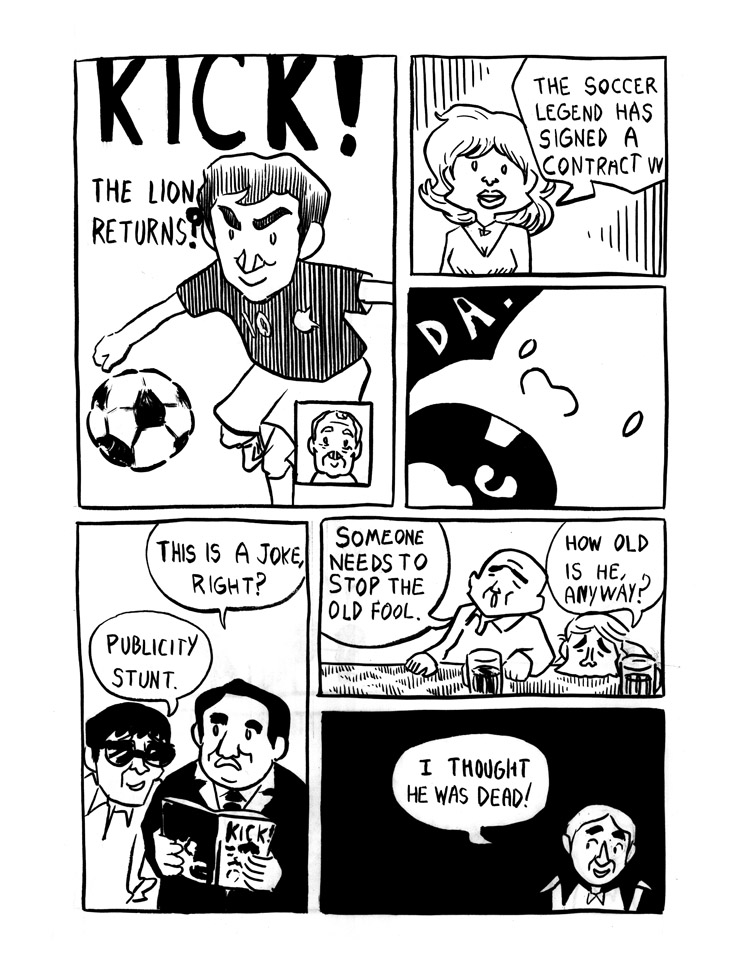 KICK!
THE LION
RETURNS?
THE SOCCER
LEGEND HAS
SIGNED A
CONTRACT W
DA.
THIS IS A JOKE,
RIGHT?
PUBLICITY
STUNT.
KICK!
SOMEONE
NEEDS TO
STOP THE
OLD FOOL.
HOW OLD
IS HE,
ANYWAY?
I THOUGHT
HE WAS DEAD!